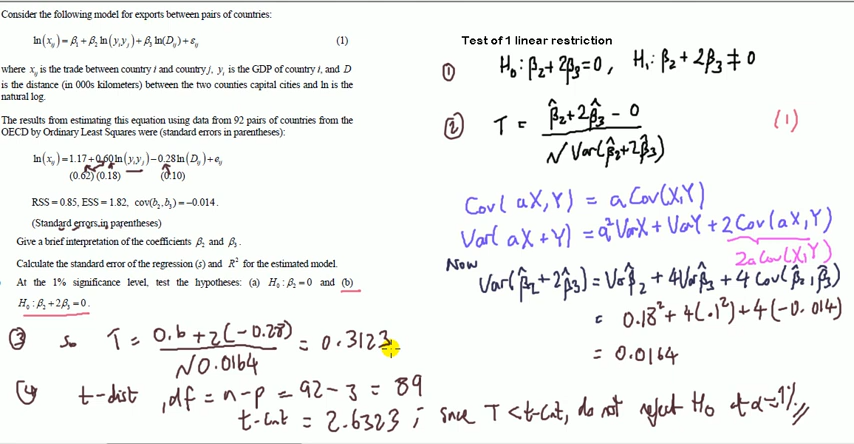 Consider the following model for exports between pairs of countries:
ln(x_ij) = β₁ + β₂ ln(y_i y_j) + β₃ ln(D_ij) + ε_ij (1)
where x_ij is the trade between country i and country j, y_i is the GDP of country i, and D
is the distance (in 000s kilometers) between the two counties capital cities and ln is the
natural log.
The results from estimating this equation using data from 92 pairs of countries from the
OECD by Ordinary Least Squares were (standard errors in parentheses):
ln(x_ij) = 1.17 + 0.60 ln(y_i y_j) − 0.28 ln(D_ij) + e_ij
(0.62) (0.18) (0.10)
RSS = 0.85, ESS = 1.82, cov(b₂, b₃) = −0.014.
(Standard errors in parentheses)
Give a brief interpretation of the coefficients β₂ and β₃.
Calculate the standard error of the regression (s) and R² for the estimated model.
At the 1% significance level, test the hypotheses: (a) H₀ : β₂ = 0 and (b)
H₀ : β₂ + 2β₃ = 0.
Test of 1 linear restriction
① H₀: β₂+2β₃=0, H₁: β₂+2β₃≠0
② T = (β̂₂+2β̂₃ − 0) / √Var(β̂₂+2β̂₃) (1)
Cov(aX,Y) = a Cov(X,Y)
Var(aX+Y) = a²VarX + VarY + 2Cov(aX,Y)
2aCov(X,Y)
Now
Var(β̂₂+2β̂₃) = Varβ̂₂ + 4Varβ̂₃ + 4Cov(β̂₂,β̂₃)
= 0.18² + 4(.1²) + 4(-0.014)
= 0.0164
③ so T = (0.6 + 2(-0.28)) / √0.0164 = 0.3123
④ t-dist, df = n-p = 92-3 = 89
t-crit = 2.6323; since T < t-crit, do not reject H₀ at α=1%